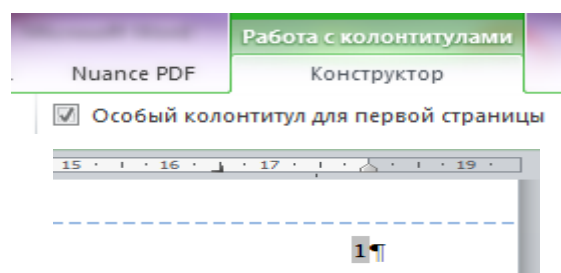 Работа с колонтитулами
Nuance PDF Конструктор
Особый колонтитул для первой страницы
15 16 17 19
1¶